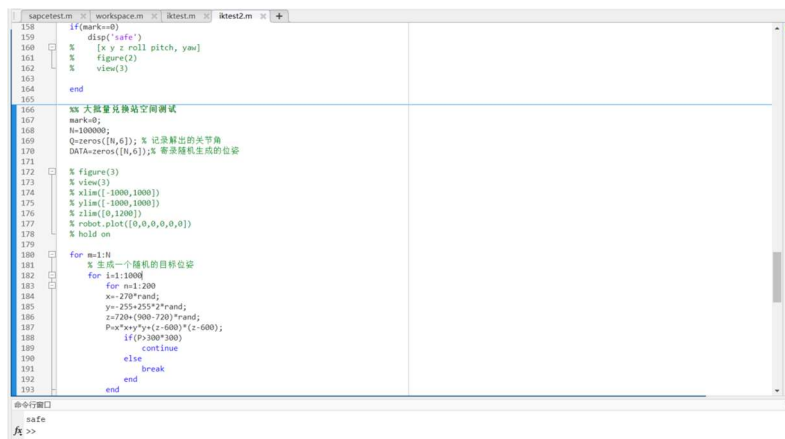 sapcetest.m × workspace.m × iktest.m × iktest2.m × +
158 if(mark==0)
159 disp('safe')
160 % [x y z roll pitch, yaw]
161 % figure(2)
162 % view(3)
163
164 end
165
166 %% 大批量兑换站空间测试
167 mark=0;
168 N=100000;
169 Q=zeros([N,6]); % 记录解出的关节角
170 DATA=zeros([N,6]);% 寄录随机生成的位姿
171
172 % figure(3)
173 % view(3)
174 % xlim([-1000,1000])
175 % ylim([-1000,1000])
176 % zlim([0,1200])
177 % robot.plot([0,0,0,0,0,0])
178 % hold on
179
180 for m=1:N
181 % 生成一个随机的目标位姿
182 for i=1:1000
183 for n=1:200
184 x=-270*rand;
185 y=-255+255*2*rand;
186 z=720+(900-720)*rand;
187 P=x*x+y*y+(z-600)*(z-600);
188 if(P>300*300)
189 continue
190 else
191 break
192 end
193 end
命令行窗口
safe
fx >>